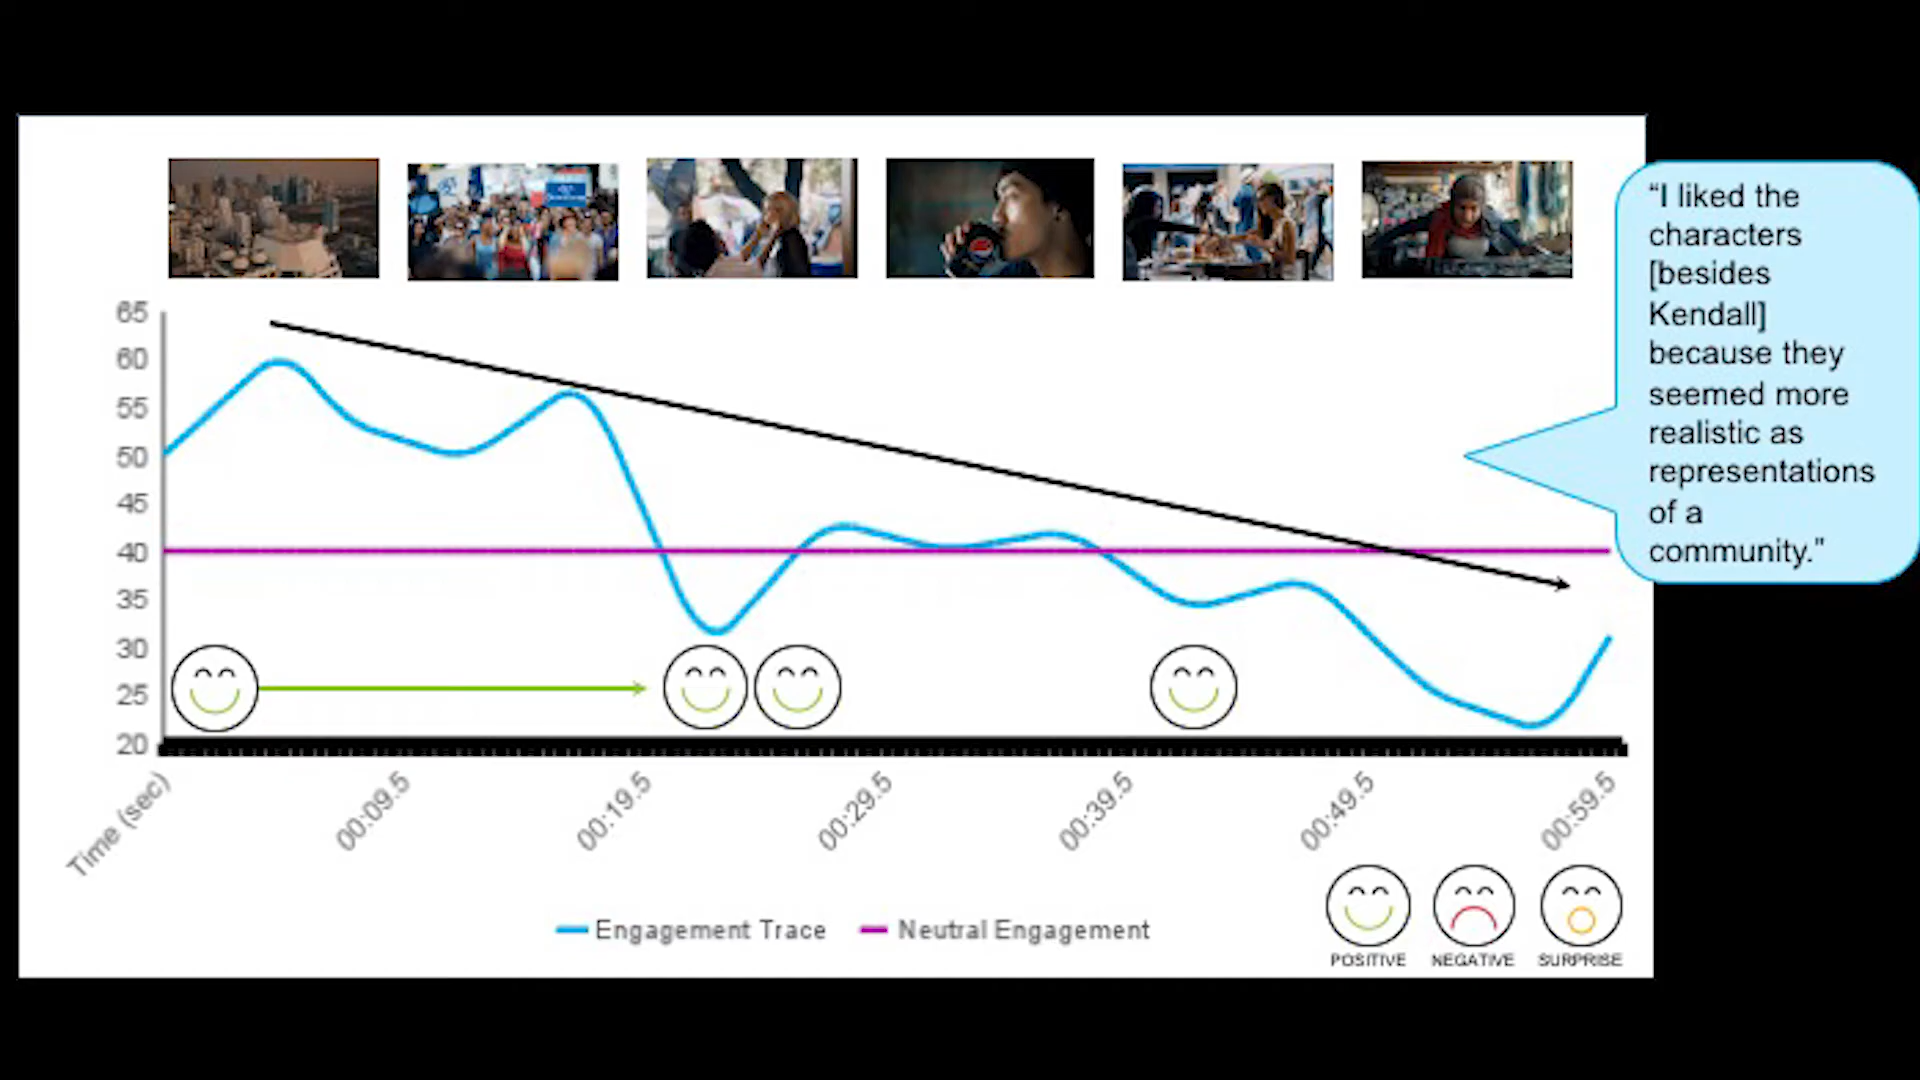 “I liked the
characters
[besides
Kendall]
because they
seemed more
realistic as
representations
of a
community.”
65
60
55
50
45
40
35
30
25
20
Time (sec)
00:09.5
00:19.5
00:29.5
00:39.5
00:49.5
00:59.5
Engagement Trace
Neutral Engagement
POSITIVE
NEGATIVE
SURPRISE